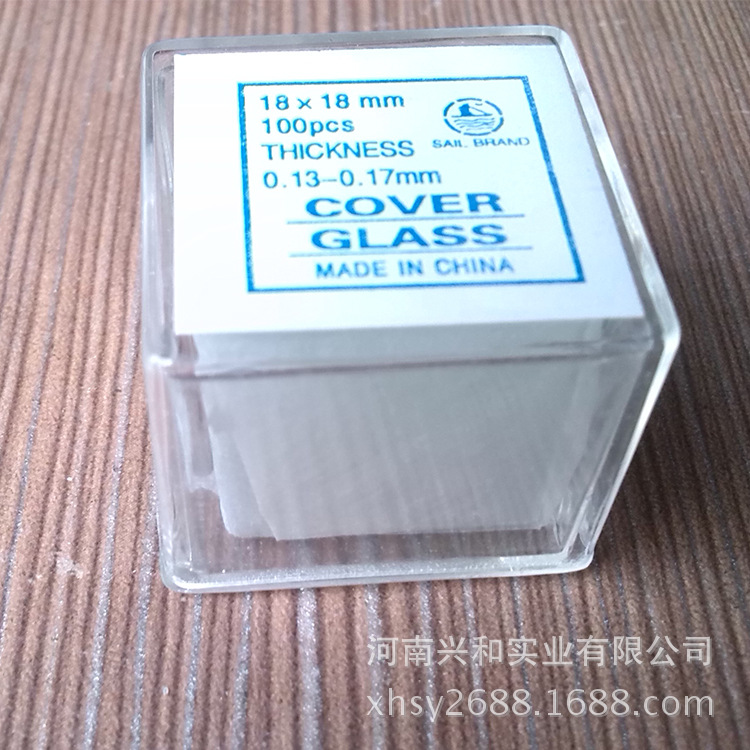 18 x 18 mm
100pcs
THICKNESS
0.13-0.17mm
SAIL BRAND
COVER
GLASS
MADE IN CHINA
河南兴和实业有限公司
xhsy2688.1688.com